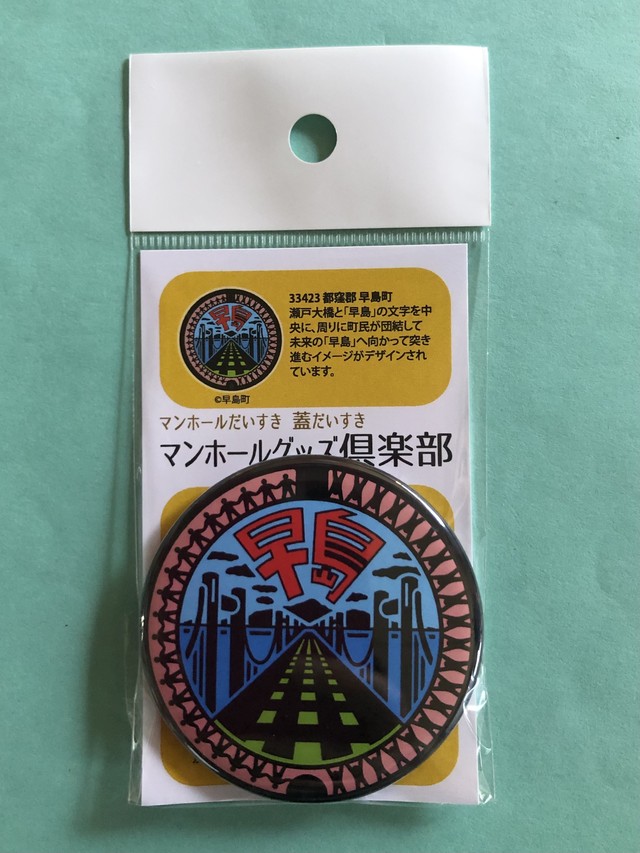 33423 都窪郡 早島町
瀬戸大橋と「早島」の文字を中
央に、周りに町民が団結して
未来の「早島」へ向かって突き
進むイメージがデザインされ
ています。
早島
©早島町
マンホールだいすき 蓋だいすき
マンホールグッズ倶楽部
早島